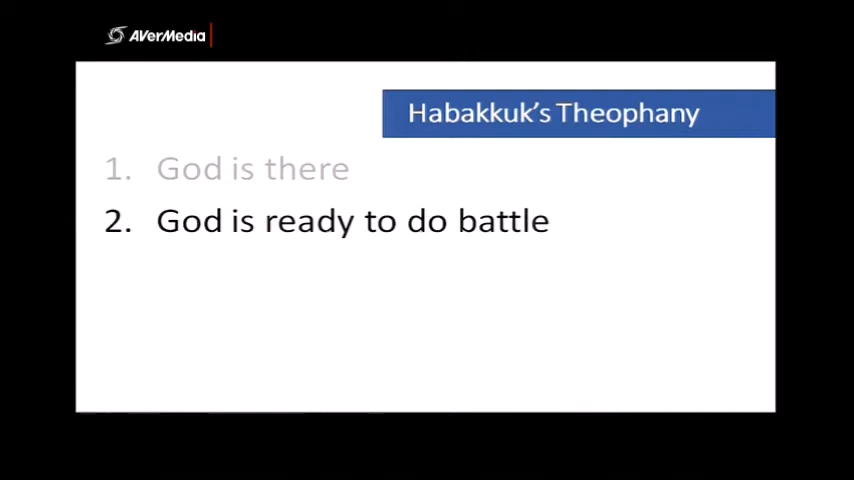 AVerMedia
Habakkuk's Theophany
1. God is there
2. God is ready to do battle